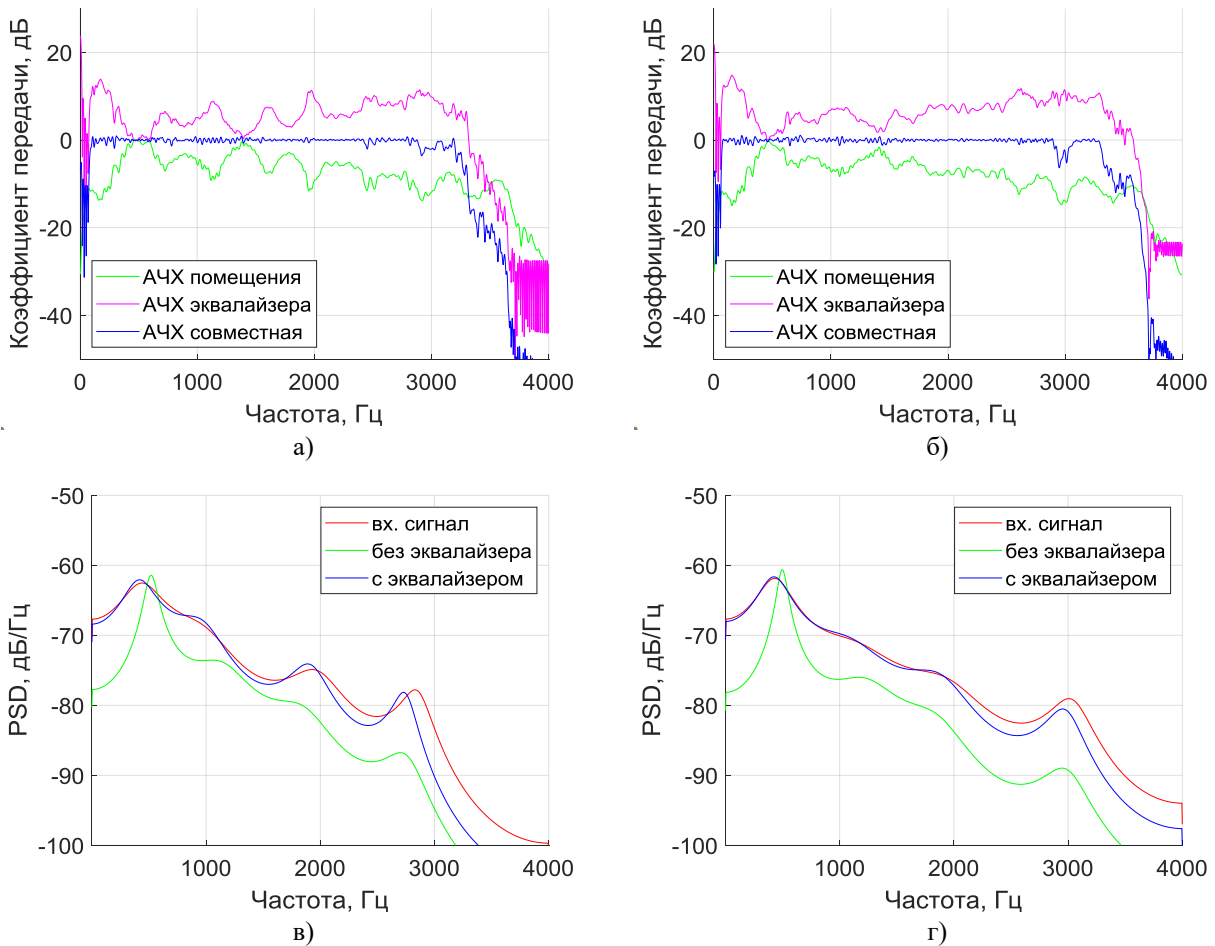 Коэффициент передачи, дБ
20
0
-20
-40
АЧХ помещения
АЧХ эквалайзера
АЧХ совместная
0 1000 2000 3000 4000
Частота, Гц
а)
Коэффициент передачи, дБ
20
0
-20
-40
АЧХ помещения
АЧХ эквалайзера
АЧХ совместная
0 1000 2000 3000 4000
Частота, Гц
б)
PSD, дБ/Гц
-50
-60
-70
-80
-90
-100
вх. сигнал
без эквалайзера
с эквалайзером
1000 2000 3000 4000
Частота, Гц
в)
PSD, дБ/Гц
-50
-60
-70
-80
-90
-100
вх. сигнал
без эквалайзера
с эквалайзером
1000 2000 3000 4000
Частота, Гц
г)